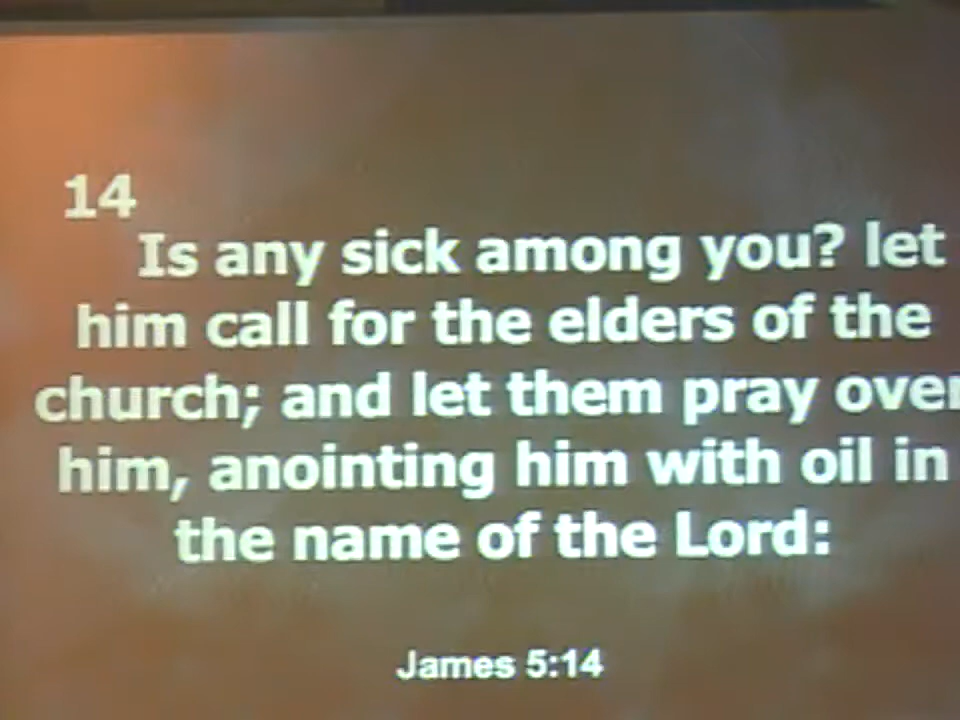 14
Is any sick among you? let
him call for the elders of the
church; and let them pray over
him, anointing him with oil in
the name of the Lord:
James 5:14